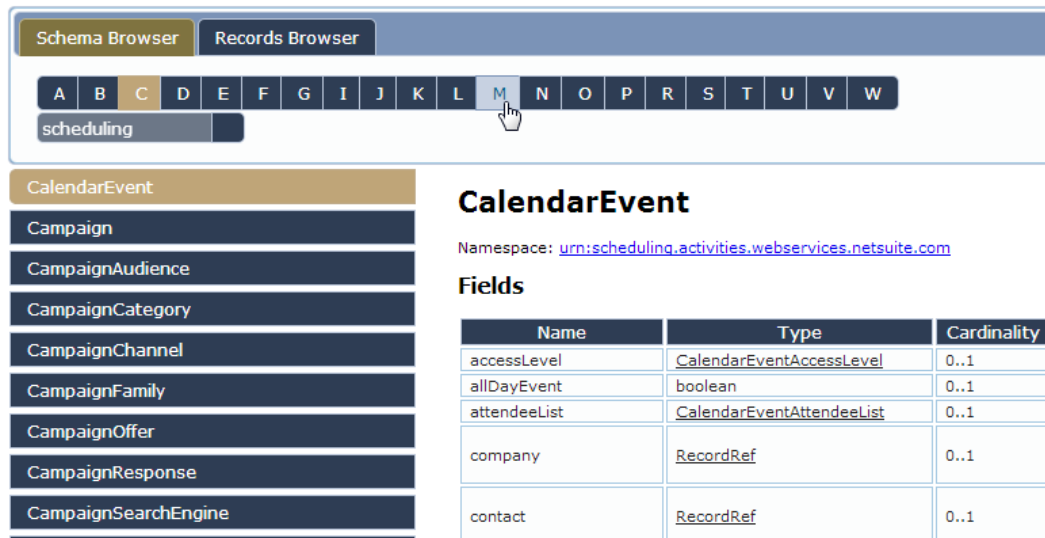 Schema Browser Records Browser
A B C D E F G I J K L M N O P R S T U V W
scheduling
CalendarEvent
Campaign
CampaignAudience
CampaignCategory
CampaignChannel
CampaignFamily
CampaignOffer
CampaignResponse
CampaignSearchEngine
CalendarEvent
Namespace: urn:scheduling.activities.webservices.netsuite.com
Fields
Name Type Cardinality
accessLevel CalendarEventAccessLevel 0..1
allDayEvent boolean 0..1
attendeeList CalendarEventAttendeeList 0..1
company RecordRef 0..1
contact RecordRef 0..1